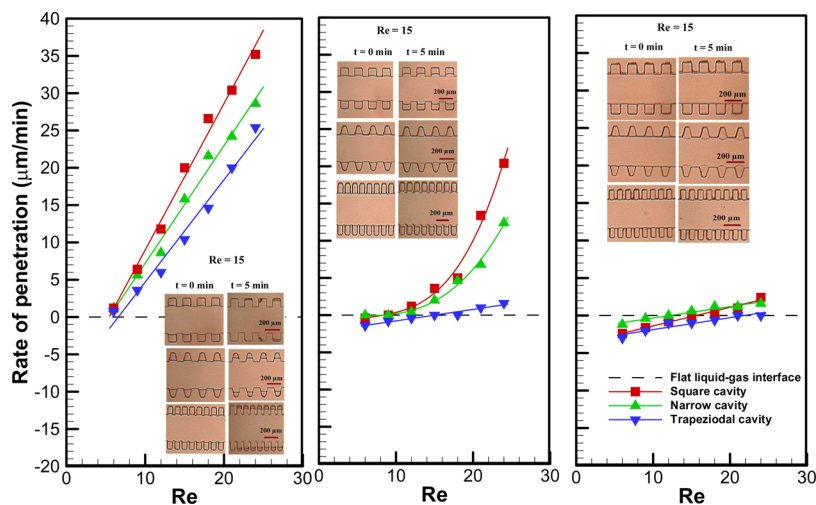 Rate of penetration (µm/min)
40
35
30
25
20
15
10
5
0
-5
-10
-15
-20
Re = 15
t = 0 min t = 5 min
200 µm
200 µm
200 µm
0 10 20 30
Re
Re = 15
t = 0 min t = 5 min
200 µm
200 µm
200 µm
0 10 20 30
Re
Re = 15
t = 0 min t = 5 min
200 µm
200 µm
200 µm
Flat liquid-gas interface
Square cavity
Narrow cavity
Trapeziodal cavity
0 10 20 30
Re